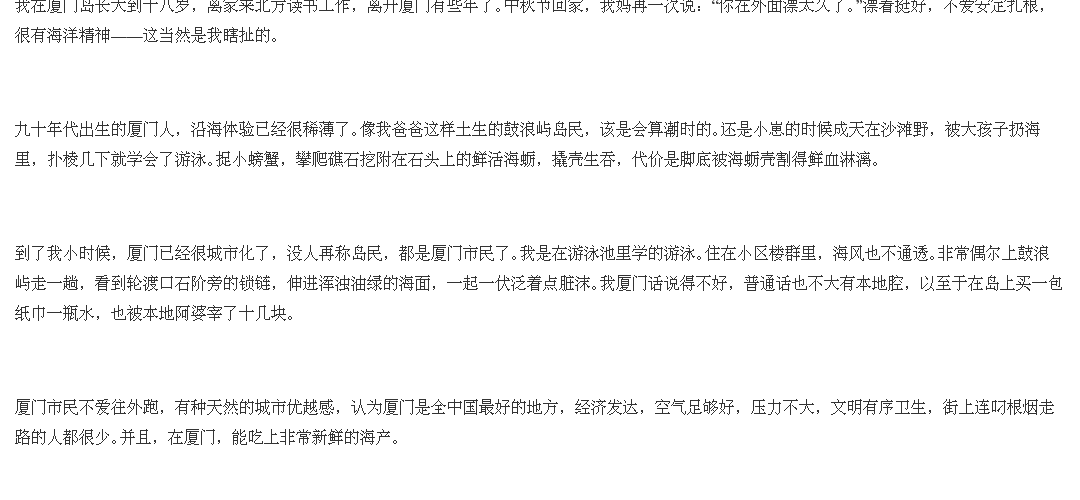 我在厦门岛长大到十八岁，离家来北方读书工作，离开厦门有些年了。中秋节回家，我妈再一次说：“你在外面漂太久了。”漂着挺好，不爱安定扎根，
很有海洋精神——这当然是我瞎扯的。
九十年代出生的厦门人，沿海体验已经很稀薄了。像我爸爸这样土生的鼓浪屿岛民，该是会算潮时的。还是小崽的时候成天在沙滩野，被大孩子扔海
里，扑棱几下就学会了游泳。捉小螃蟹，攀爬礁石挖附在石头上的鲜活海蛎，撬壳生吞，代价是脚底被海蛎壳割得鲜血淋漓。
到了我小时候，厦门已经很城市化了，没人再称岛民，都是厦门市民了。我是在游泳池里学的游泳。住在小区楼群里，海风也不通透。非常偶尔上鼓浪
屿走一趟，看到轮渡口石阶旁的锁链，伸进浑浊油绿的海面，一起一伏泛着点脏沫。我厦门话说得不好，普通话也不大有本地腔，以至于在岛上买一包
纸巾一瓶水，也被本地阿婆宰了十几块。
厦门市民不爱往外跑，有种天然的城市优越感，认为厦门是全中国最好的地方，经济发达，空气足够好，压力不大，文明有序卫生，街上连叼根烟走
路的人都很少。并且，在厦门，能吃上非常新鲜的海产。